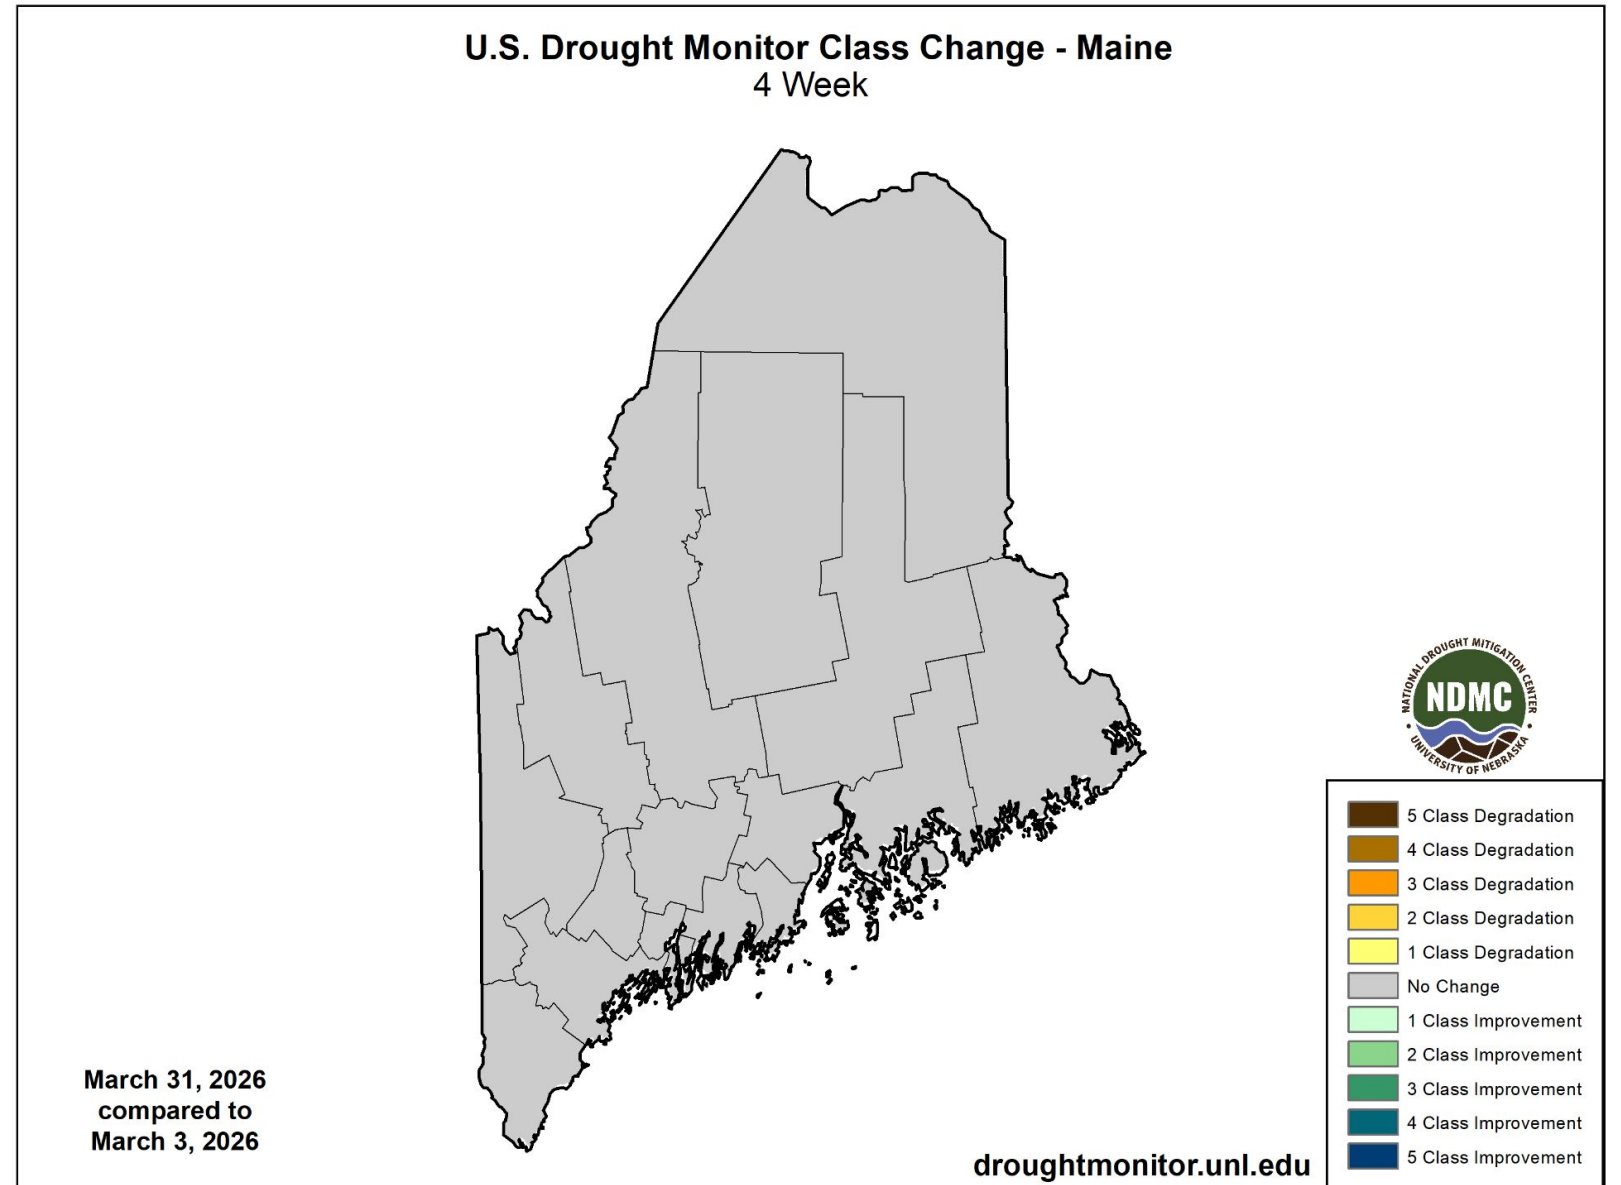 U.S. Drought Monitor Class Change - Maine
4 Week
NATIONAL DROUGHT MITIGATION CENTER
NDMC
UNIVERSITY OF NEBRASKA
5 Class Degradation
4 Class Degradation
3 Class Degradation
2 Class Degradation
1 Class Degradation
No Change
1 Class Improvement
2 Class Improvement
3 Class Improvement
4 Class Improvement
5 Class Improvement
March 31, 2026
compared to
March 3, 2026
droughtmonitor.unl.edu